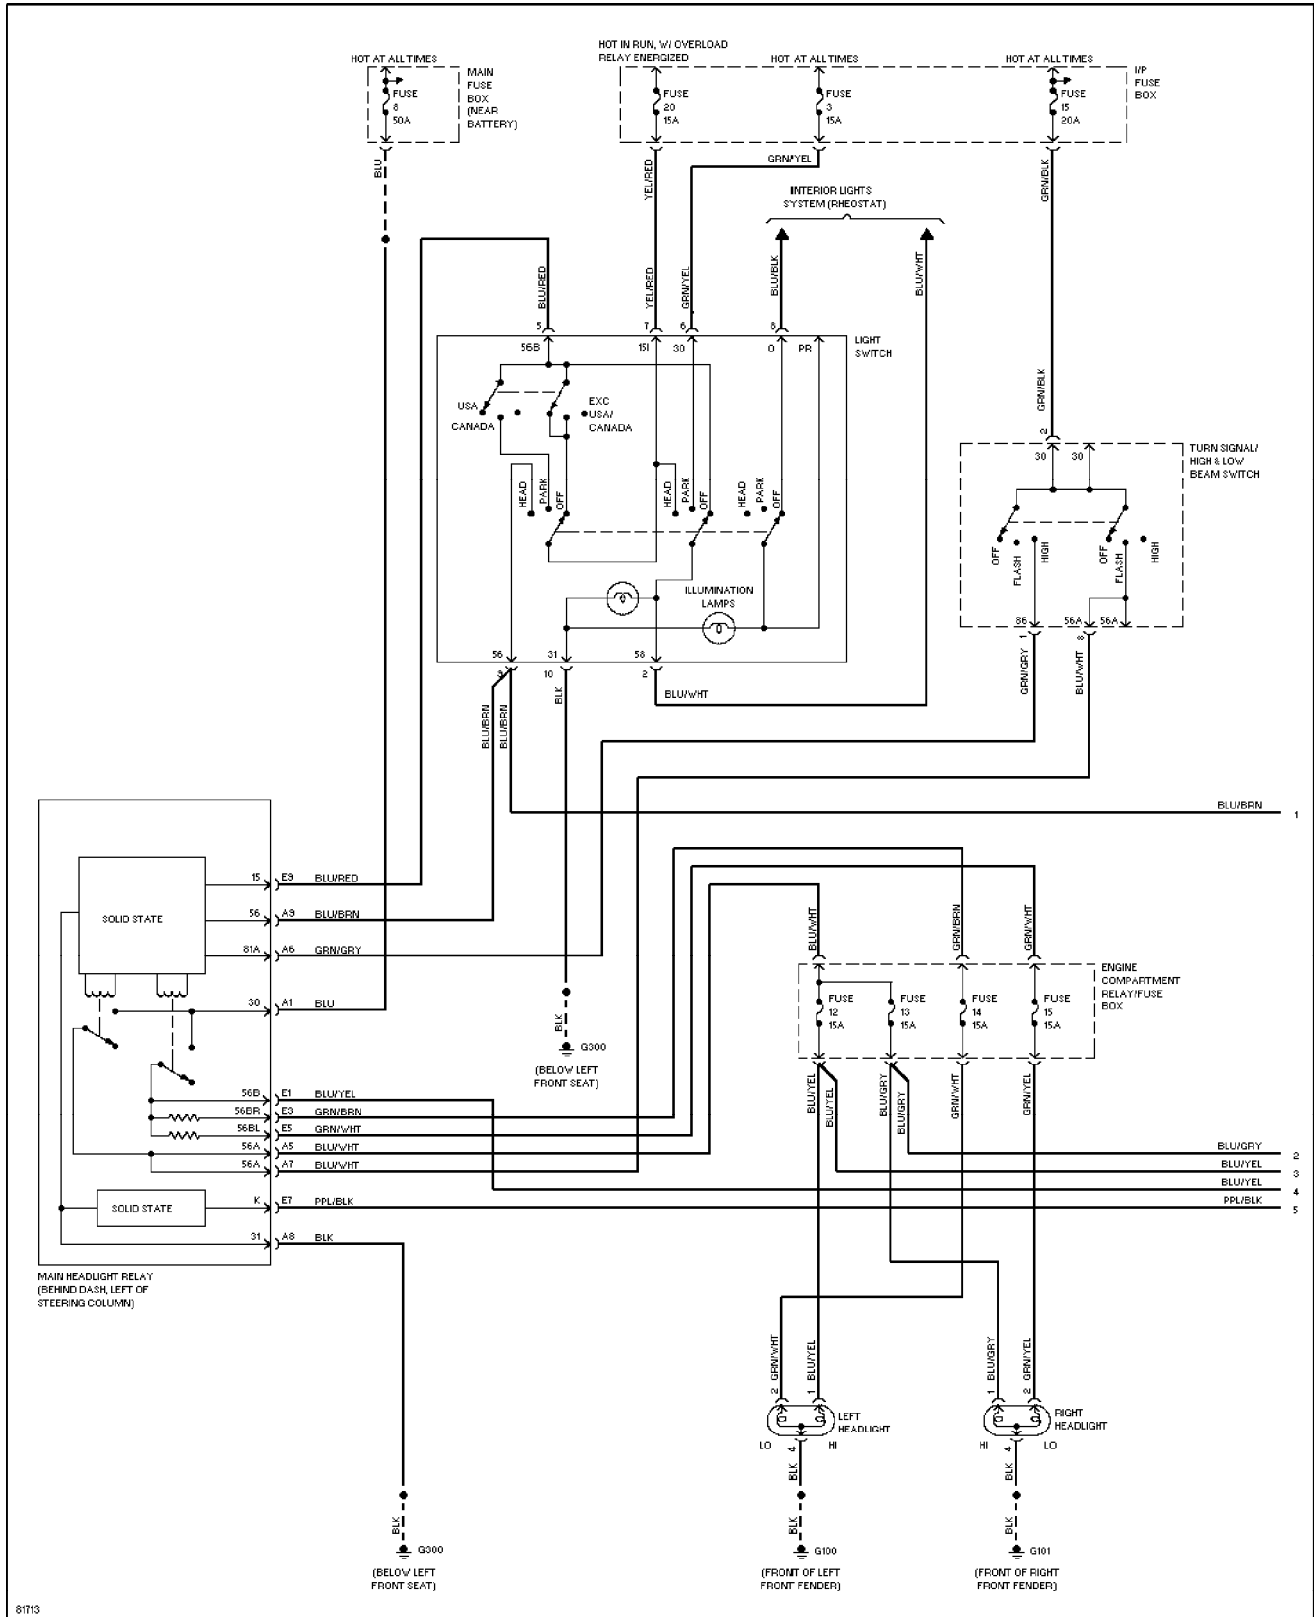 HOT AT ALL TIMES
MAIN
FUSE
BOX
(NEAR
BATTERY)
FUSE
8
50A
BLU
HOT IN RUN, W/ OVERLOAD
RELAY ENERGIZED
HOT AT ALL TIMES
HOT AT ALL TIMES
I/P
FUSE
BOX
FUSE
20
15A
FUSE
3
15A
FUSE
15
20A
YEL/RED
GRN/YEL
GRN/BLK
INTERIOR LIGHTS
SYSTEM (RHEOSTAT)
BLU/RED
YEL/RED
GRN/YEL
BLU/BLK
BLU/WHT
5
7
6
8
56B
15I
30
O
PR
LIGHT
SWITCH
USA
CANADA
EXC
USA/
CANADA
HEAD
PARK
OFF
HEAD
PARK
OFF
HEAD
PARK
OFF
ILLUMINATION
LAMPS
56
31
58
9
10
2
BLU/WHT
BLK
BLU/BRN
BLU/BRN
GRN/BLK
2
30
30
TURN SIGNAL/
HIGH & LOW
BEAM SWITCH
OFF
FLASH
HIGH
OFF
FLASH
HIGH
86
56A
56A
1
8
GRN/GRY
BLU/WHT
BLU/BRN
1
SOLID STATE
15
E9
BLU/RED
56
A9
BLU/BRN
81A
A6
GRN/GRY
30
A1
BLU
56B
E1
BLU/YEL
56BR
E3
GRN/BRN
56BL
E5
GRN/WHT
56A
A5
BLU/WHT
56A
A7
BLU/WHT
SOLID STATE
K
E7
PPL/BLK
31
A8
BLK
MAIN HEADLIGHT RELAY
(BEHIND DASH, LEFT OF
STEERING COLUMN)
BLK
G300
(BELOW LEFT
FRONT SEAT)
BLU/WHT
GRN/BRN
GRN/WHT
ENGINE
COMPARTMENT
RELAY/FUSE
BOX
FUSE
12
15A
FUSE
13
15A
FUSE
14
15A
FUSE
15
15A
BLU/YEL
BLU/YEL
BLU/GRY
BLU/GRY
GRN/WHT
GRN/YEL
BLU/GRY
2
BLU/YEL
3
BLU/YEL
4
PPL/BLK
5
2 GRN/WHT
1 BLU/YEL
1 BLU/GRY
2 GRN/YEL
LEFT
HEADLIGHT
RIGHT
HEADLIGHT
LO
4
HI
HI
4
LO
BLK
BLK
BLK
BLK
BLK
G300
(BELOW LEFT
FRONT SEAT)
G100
(FRONT OF LEFT
FRONT FENDER)
G101
(FRONT OF RIGHT
FRONT FENDER)
81713